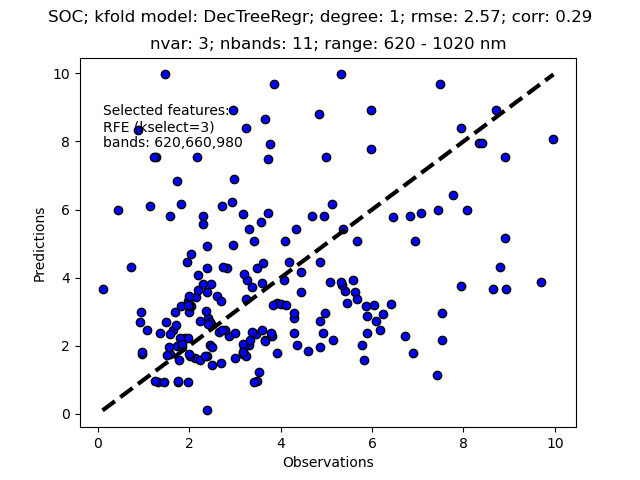 SOC; kfold model: DecTreeRegr; degree: 1; rmse: 2.57; corr: 0.29
nvar: 3; nbands: 11; range: 620 - 1020 nm
10
Selected features:
RFE (kselect=3)
bands: 620,660,980
8
6
Predictions
4
2
0
0 2 4 6 8 10
Observations